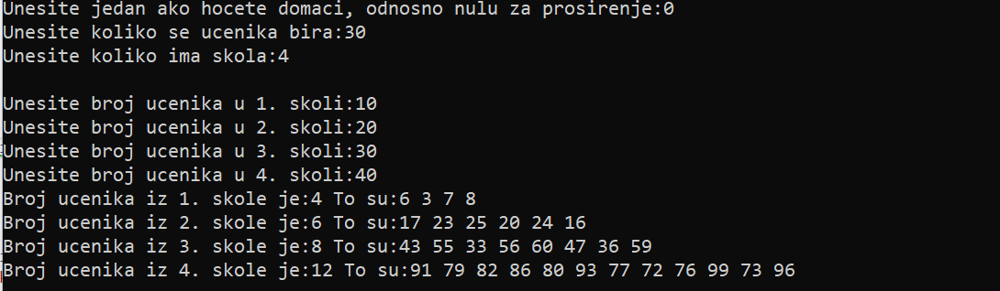 Unesite jedan ako hocete domaci, odnosno nulu za prosirenje:0
Unesite koliko se ucenika bira:30
Unesite koliko ima skola:4
Unesite broj ucenika u 1. skoli:10
Unesite broj ucenika u 2. skoli:20
Unesite broj ucenika u 3. skoli:30
Unesite broj ucenika u 4. skoli:40
Broj ucenika iz 1. skole je:4 To su:6 3 7 8
Broj ucenika iz 2. skole je:6 To su:17 23 25 20 24 16
Broj ucenika iz 3. skole je:8 To su:43 55 33 56 60 47 36 59
Broj ucenika iz 4. skole je:12 To su:91 79 82 86 80 93 77 72 76 99 73 96